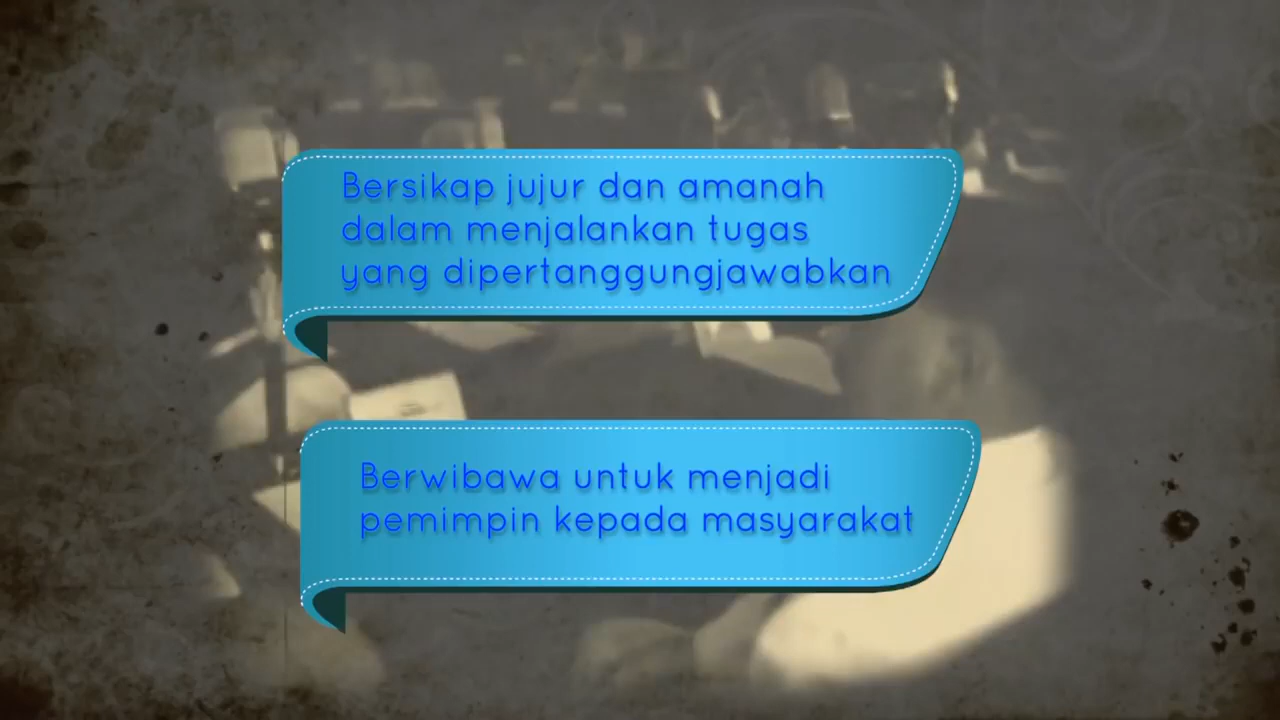 Bersikap jujur dan amanah
dalam menjalankan tugas
yang dipertanggungjawabkan
Berwibawa untuk menjadi
pemimpin kepada masyarakat